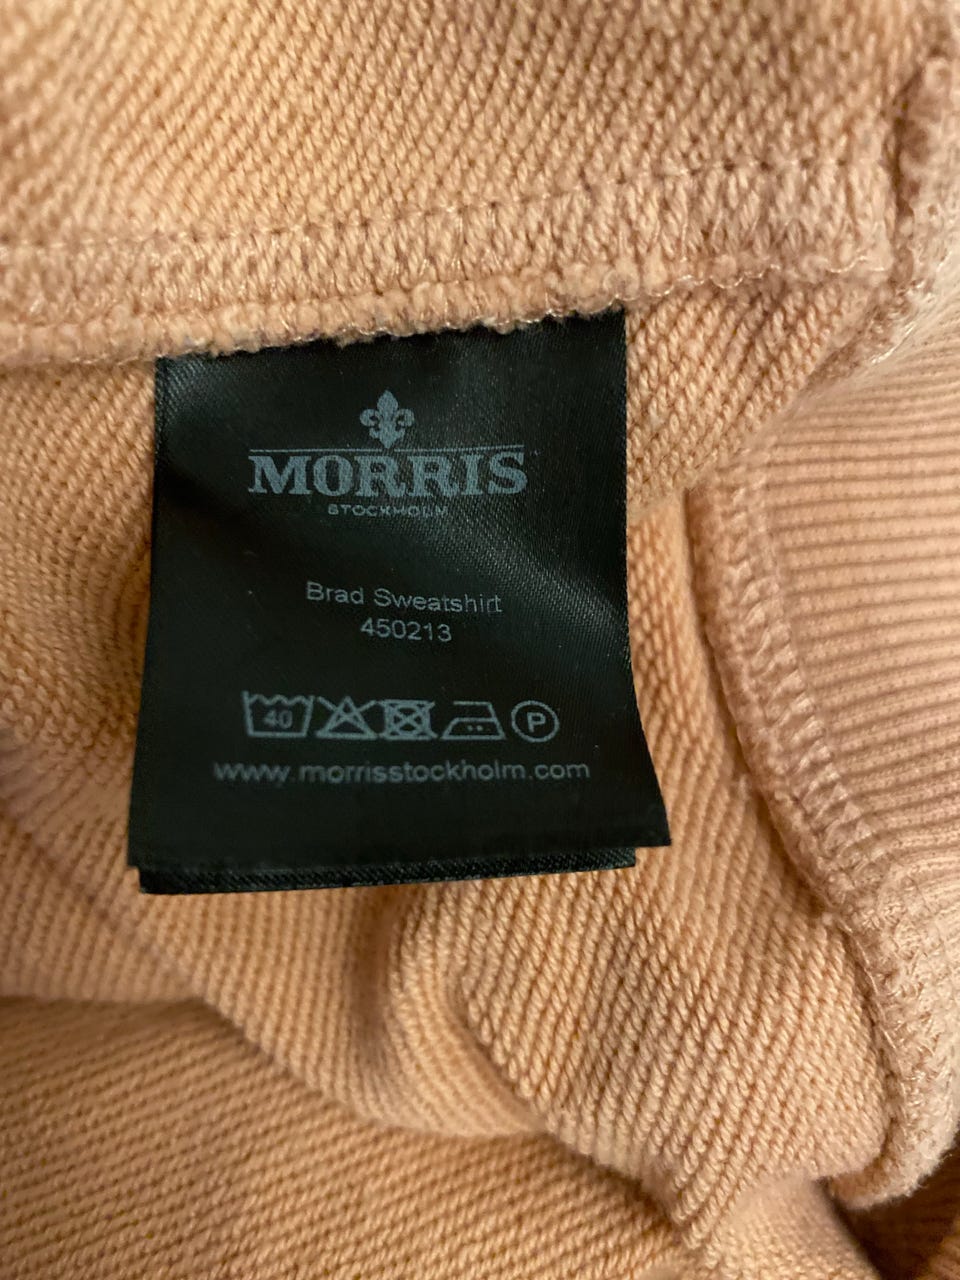 MORRIS
STOCKHOLM
Brad Sweatshirt
450213
40 P
www.morrisstockholm.com